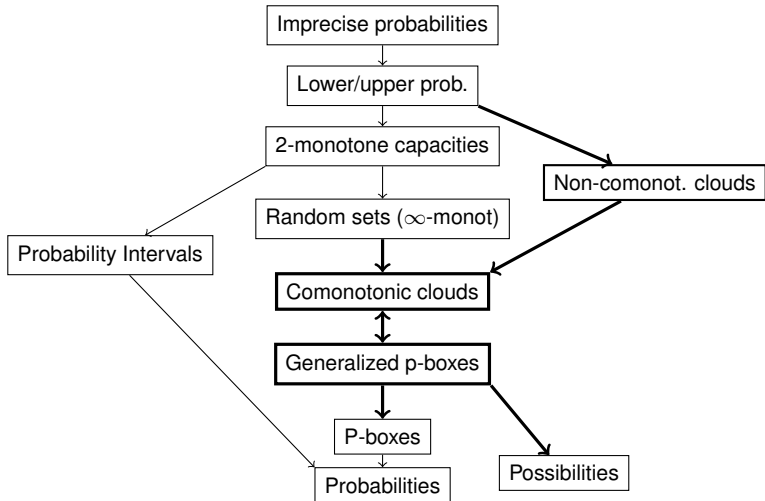 Imprecise probabilities
Lower/upper prob.
2-monotone capacities
Non-comonot. clouds
Random sets (∞-monot)
Probability Intervals
Comonotonic clouds
Generalized p-boxes
P-boxes
Possibilities
Probabilities